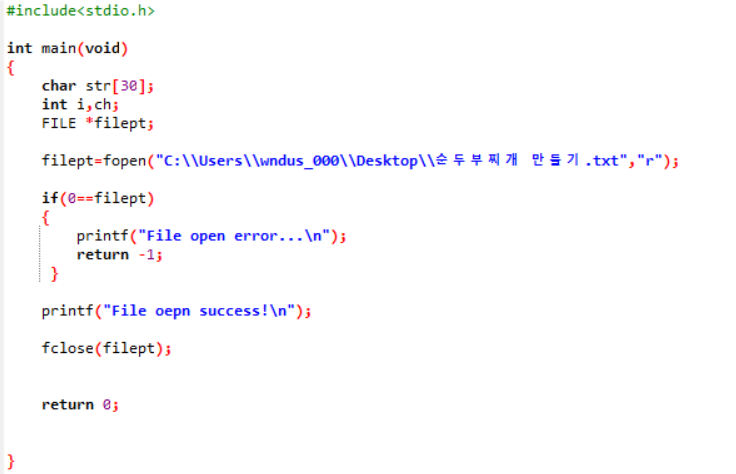 #include<stdio.h>
int main(void)
{
char str[30];
int i,ch;
FILE *filept;
filept=fopen("C:\\Users\\wndus_000\\Desktop\\순두부찌개 만들기.txt","r");
if(0==filept)
{
printf("File open error...\n");
return -1;
}
printf("File oepn success!\n");
fclose(filept);
return 0;
}